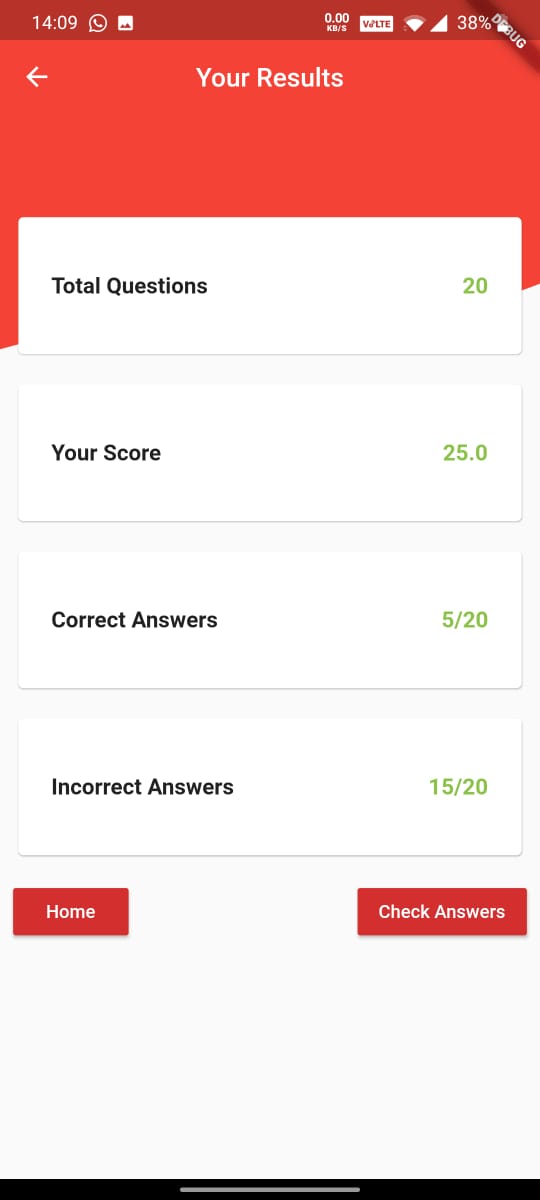 14:09
0.00
KB/S
VoLTE
38%
DEBUG
Your Results
Total Questions
20
Your Score
25.0
Correct Answers
5/20
Incorrect Answers
15/20
Home
Check Answers